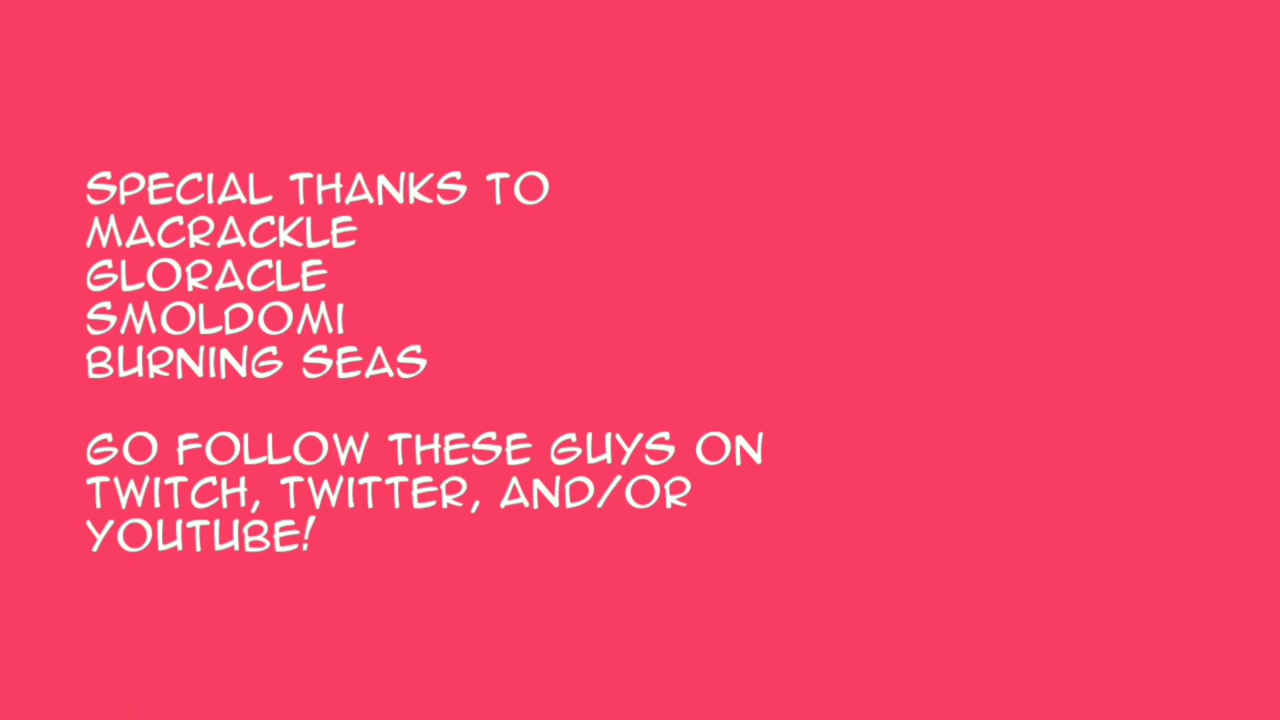 SPECIAL THANKS TO
MACRACKLE
GLORACLE
SMOLDOMI
BURNING SEAS
GO FOLLOW THESE GUYS ON
TWITCH, TWITTER, AND/OR
YOUTUBE!